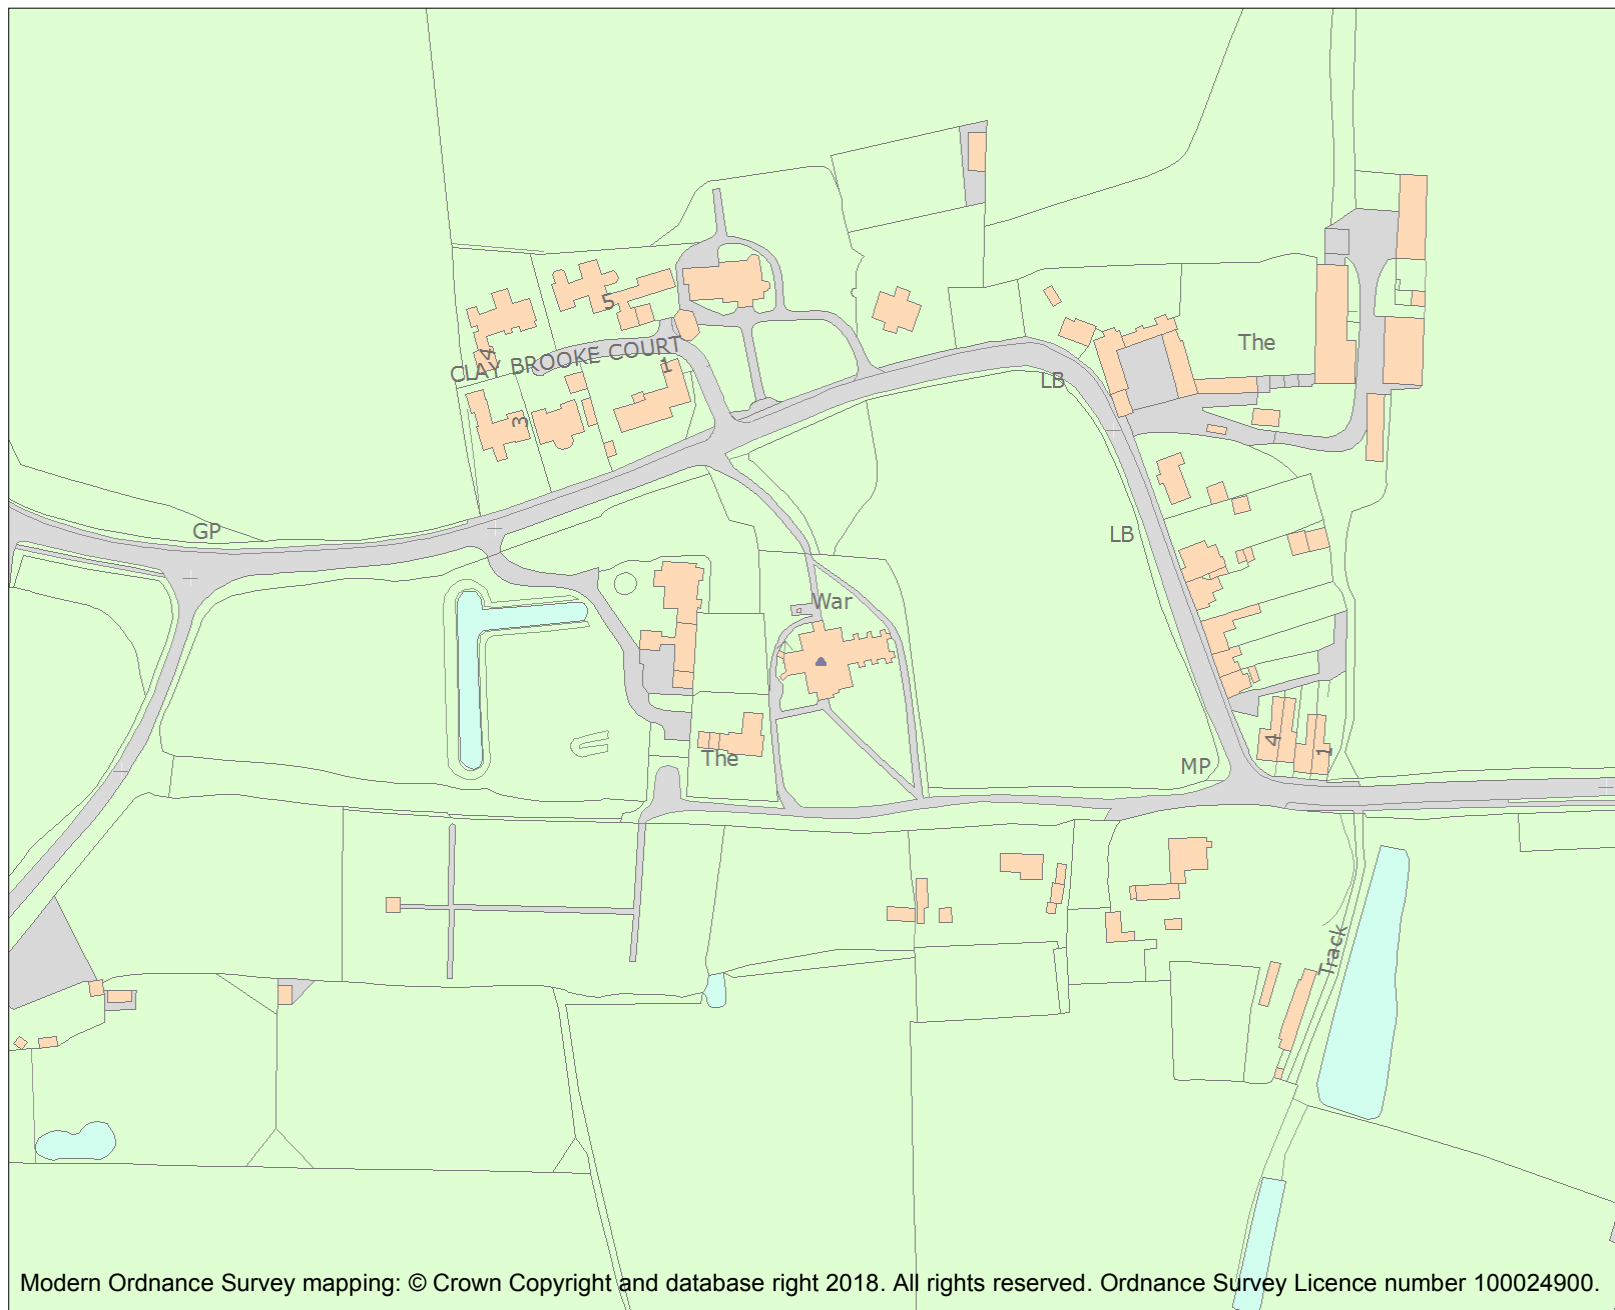 The
5
4
CLAY BROOKE COURT
1
LB
3
GP
LB
War
4
1
The
MP
Track
Modern Ordnance Survey mapping: © Crown Copyright and database right 2018. All rights reserved. Ordnance Survey Licence number 100024900.